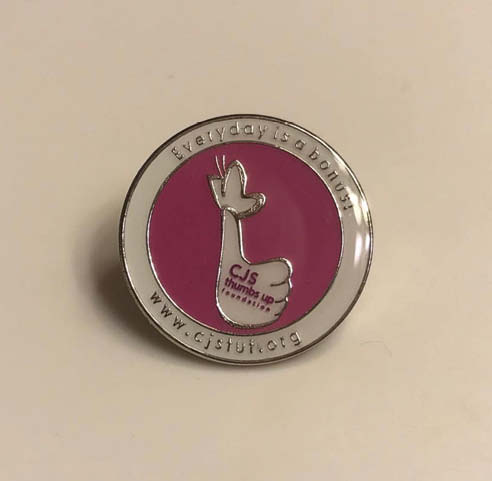 Everyday is a bonus!
CJS
thumbs up
foundation
www.cjstuf.org